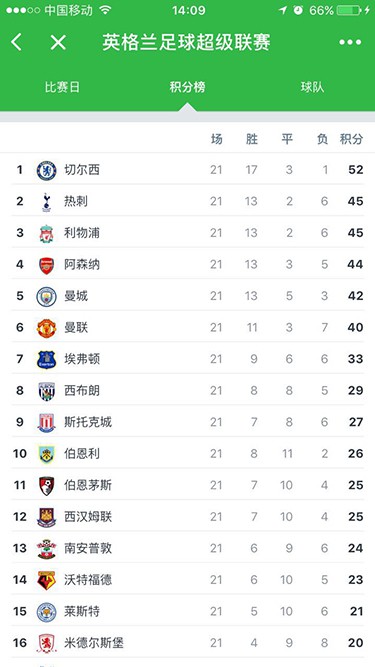 中国移动 14:09 66%
英格兰足球超级联赛
比赛日 积分榜 球队
场 胜 平 负 积分
1 切尔西 21 17 3 1 52
2 热刺 21 13 2 6 45
3 利物浦 21 13 2 6 45
4 阿森纳 21 13 3 5 44
5 曼城 21 13 5 3 42
6 曼联 21 11 3 7 40
7 埃弗顿 21 9 6 6 33
8 西布朗 21 8 8 5 29
9 斯托克城 21 7 8 6 27
10 伯恩利 21 8 11 2 26
11 伯恩茅斯 21 7 10 4 25
12 西汉姆联 21 7 10 4 25
13 南安普敦 21 6 9 6 24
14 沃特福德 21 6 10 5 23
15 莱斯特 21 5 10 6 21
16 米德尔斯堡 21 4 9 8 20